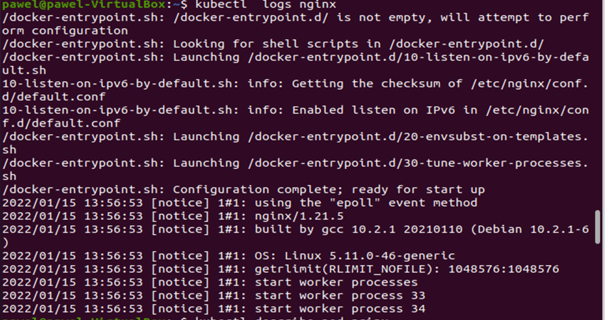 pawel@pawel-VirtualBox:~$ kubectl  logs nginx
/docker-entrypoint.sh: /docker-entrypoint.d/ is not empty, will attempt to perf
orm configuration
/docker-entrypoint.sh: Looking for shell scripts in /docker-entrypoint.d/
/docker-entrypoint.sh: Launching /docker-entrypoint.d/10-listen-on-ipv6-by-defa
ult.sh
10-listen-on-ipv6-by-default.sh: info: Getting the checksum of /etc/nginx/conf.
d/default.conf
10-listen-on-ipv6-by-default.sh: info: Enabled listen on IPv6 in /etc/nginx/con
f.d/default.conf
/docker-entrypoint.sh: Launching /docker-entrypoint.d/20-envsubst-on-templates.
sh
/docker-entrypoint.sh: Launching /docker-entrypoint.d/30-tune-worker-processes.
sh
/docker-entrypoint.sh: Configuration complete; ready for start up
2022/01/15 13:56:53 [notice] 1#1: using the "epoll" event method
2022/01/15 13:56:53 [notice] 1#1: nginx/1.21.5
2022/01/15 13:56:53 [notice] 1#1: built by gcc 10.2.1 20210110 (Debian 10.2.1-6
)
2022/01/15 13:56:53 [notice] 1#1: OS: Linux 5.11.0-46-generic
2022/01/15 13:56:53 [notice] 1#1: getrlimit(RLIMIT_NOFILE): 1048576:1048576
2022/01/15 13:56:53 [notice] 1#1: start worker processes
2022/01/15 13:56:53 [notice] 1#1: start worker process 33
2022/01/15 13:56:53 [notice] 1#1: start worker process 34